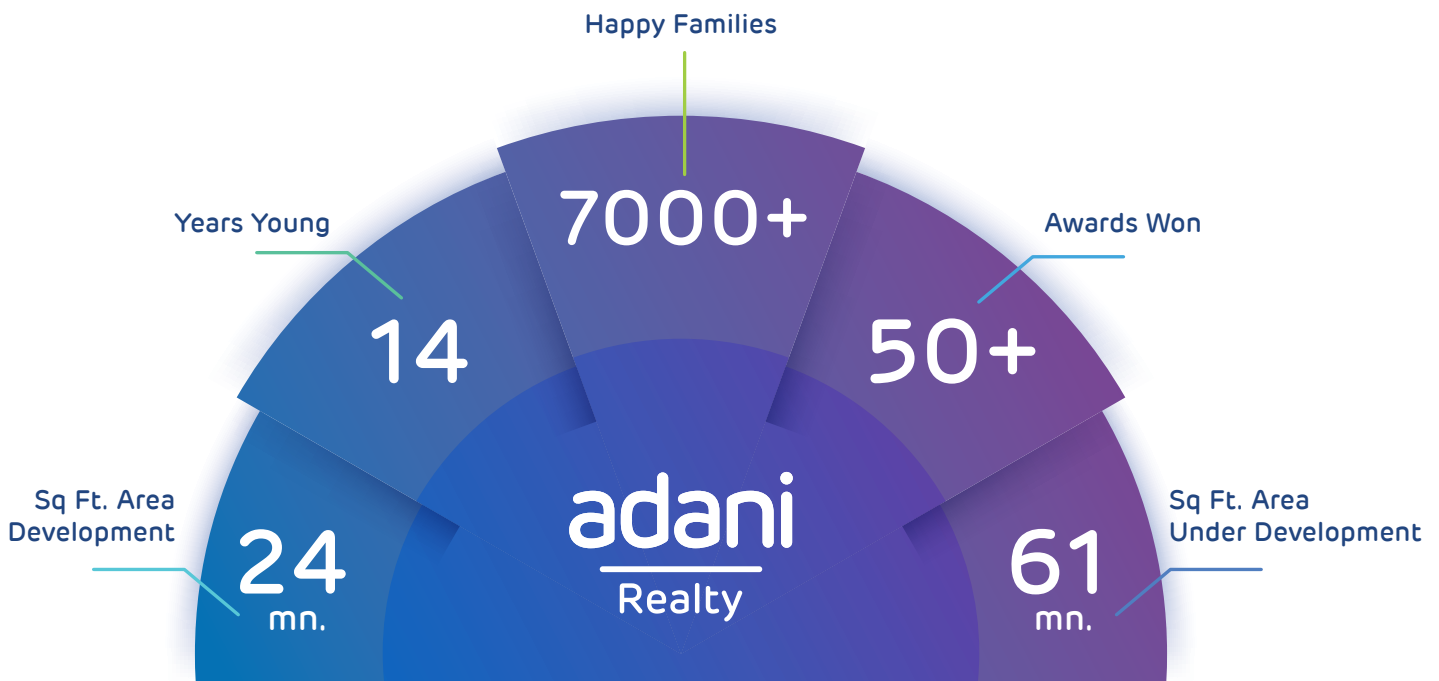 Happy Families
7000+
Years Young
14
Awards Won
50+
Sq Ft. Area
Development
24
mn.
adani
Realty
Sq Ft. Area
Under Development
61
mn.